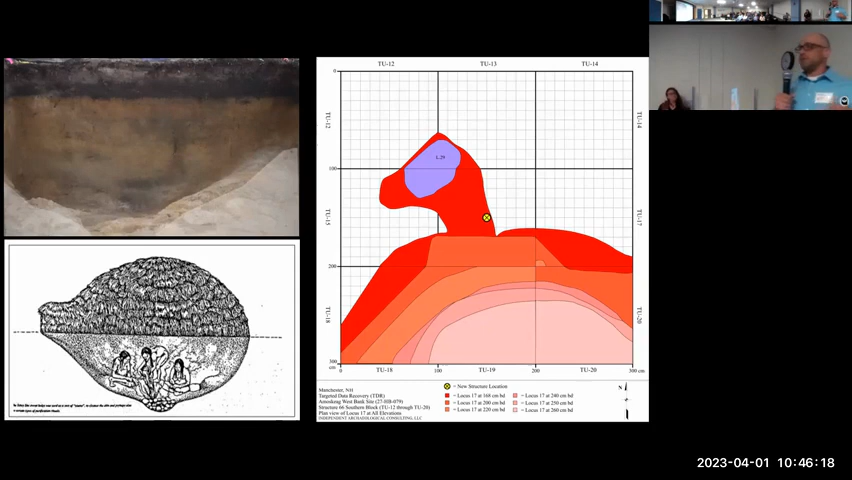 TU-12
TU-13
TU-14
0
TU-12
TU-14
L.29
100
TU-15
TU-17
200
TU-18
TU-20
300
cm
0
TU-18
100
TU-19
200
TU-20
300 cm
Manchester, NH
Targeted Data Recovery (TDR)
Amoskeag West Bank Site (27-HB-079)
Structure 66 Southern Block (TU-12 through TU-20)
Plan view of Locus 17 at All Elevations
INDEPENDENT ARCHAEOLOGICAL CONSULTING, LLC
= New Structure Location
= Locus 17 at 168 cm bd
= Locus 17 at 200 cm bd
= Locus 17 at 220 cm bd
= Locus 17 at 240 cm bd
= Locus 17 at 250 cm bd
= Locus 17 at 260 cm bd
N
2023-04-01 10:46:18